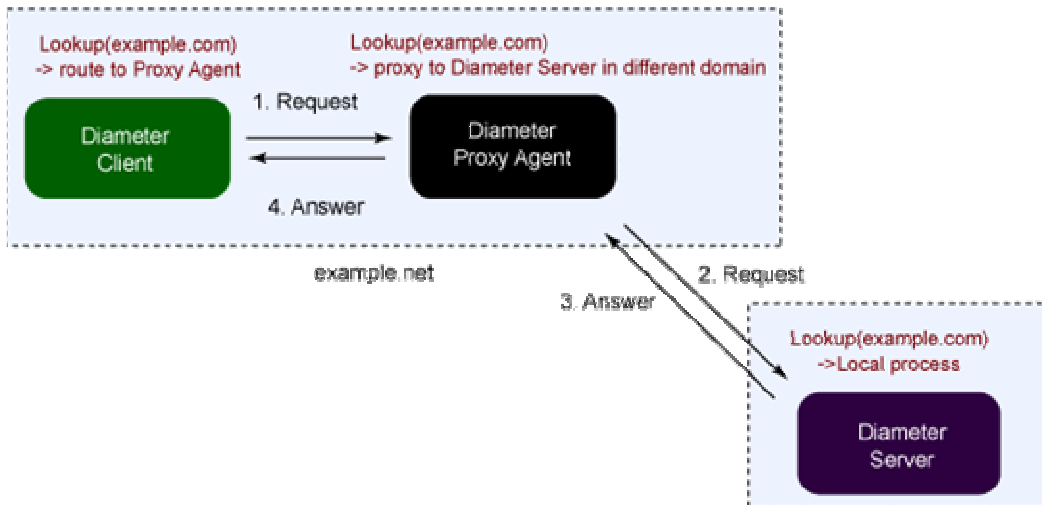 Lookup(example.com)
-> route to Proxy Agent
Lookup(example.com)
-> proxy to Diameter Server in different domain
Diameter
Client
1. Request
4. Answer
Diameter
Proxy Agent
example.net
2. Request
3. Answer
Lookup(example.com)
->Local process
Diameter
Server